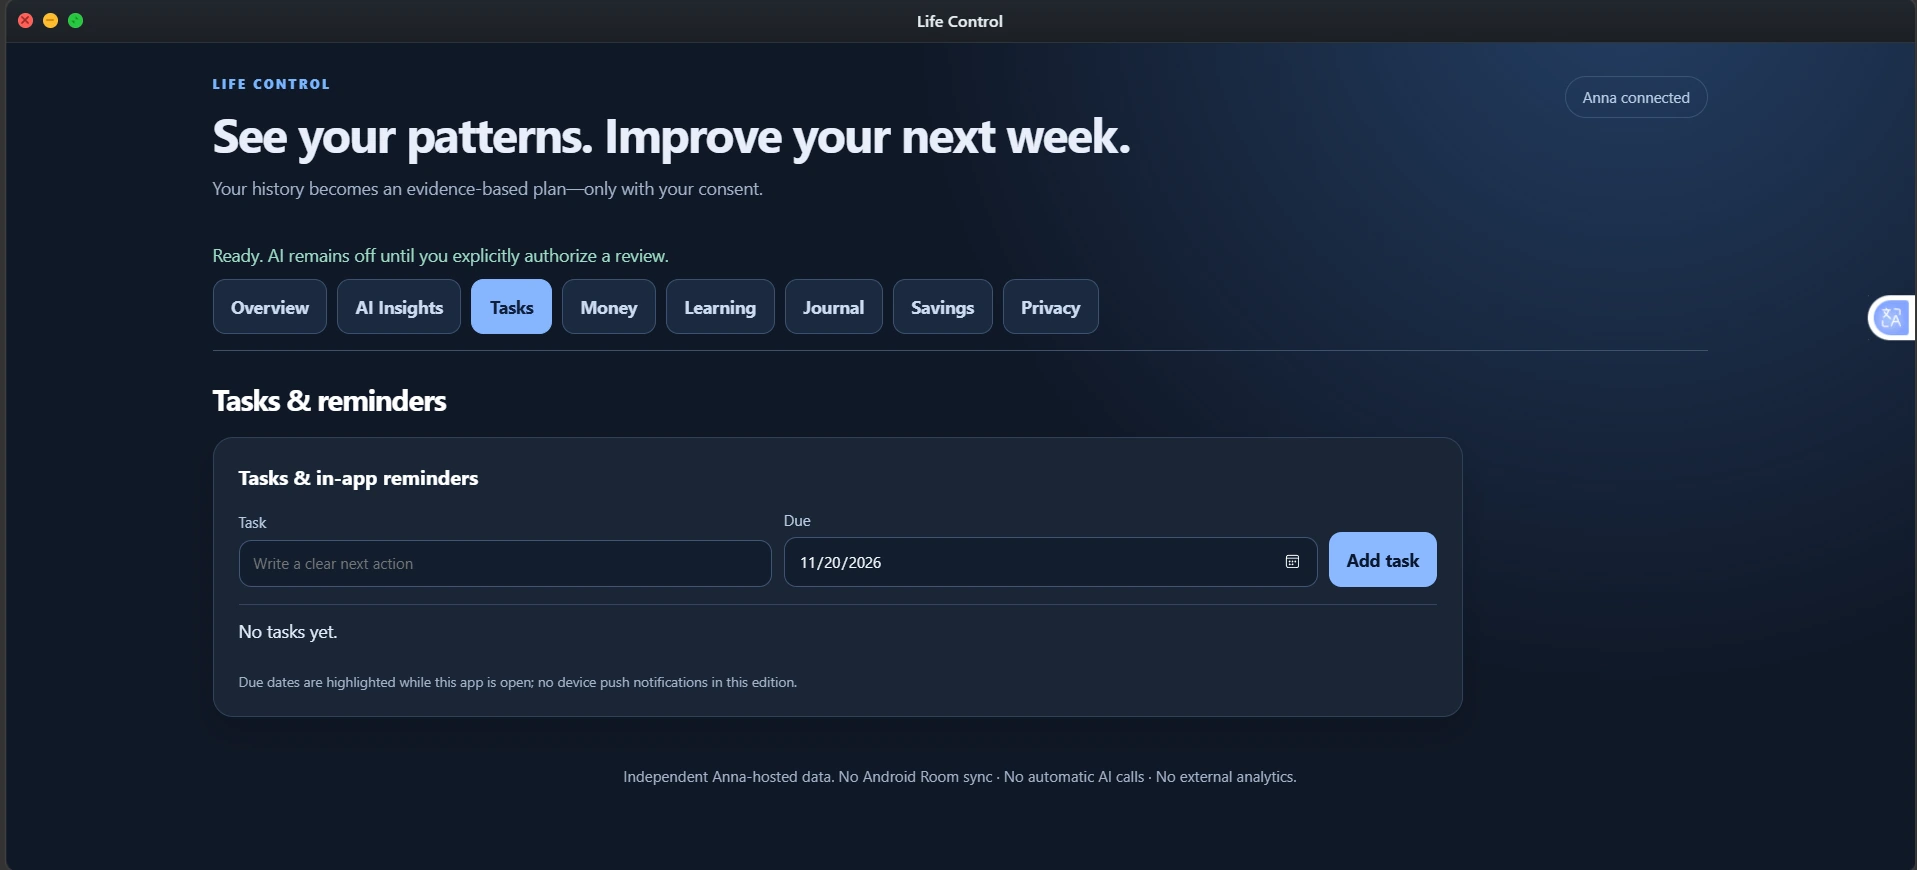 Life Control
LIFE CONTROL
Anna connected
See your patterns. Improve your next week.
Your history becomes an evidence-based plan—only with your consent.
Ready. AI remains off until you explicitly authorize a review.
Overview AI Insights Tasks Money Learning Journal Savings Privacy
Tasks & reminders
Tasks & in-app reminders
Task Due
Write a clear next action 11/20/2026 Add task
No tasks yet.
Due dates are highlighted while this app is open; no device push notifications in this edition.
Independent Anna-hosted data. No Android Room sync · No automatic AI calls · No external analytics.